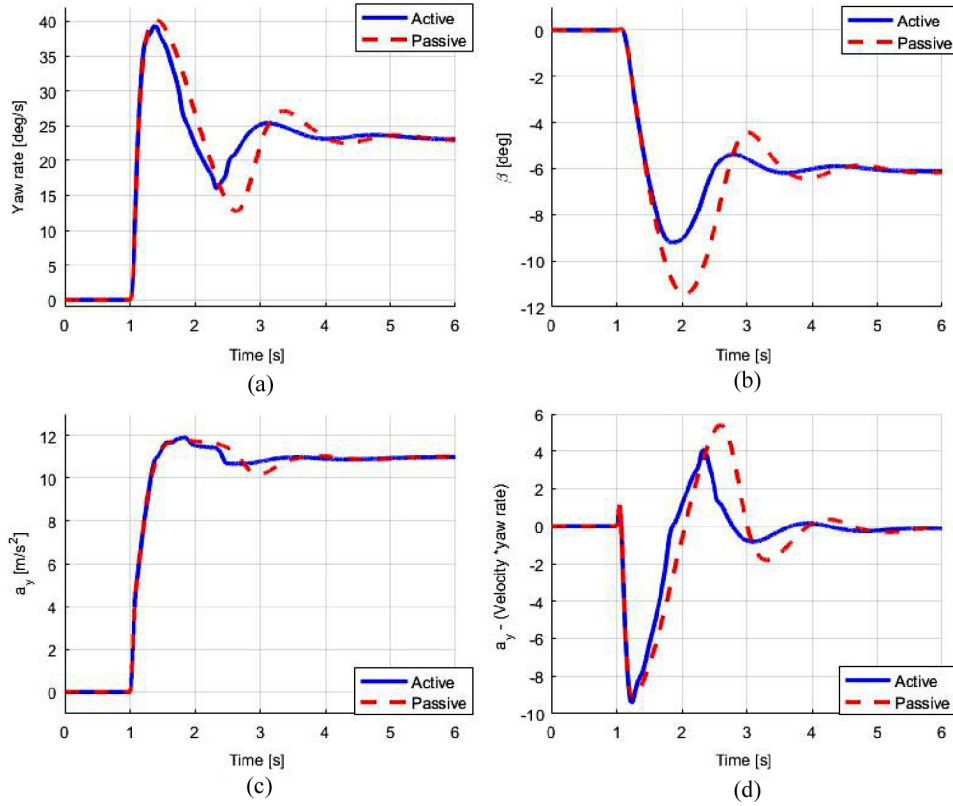 Yaw rate [deg/s]
40
35
30
25
20
15
10
5
0
0 1 2 3 4 5 6
Time [s]
Active
Passive
(a)
β [deg]
0
-2
-4
-6
-8
-10
-12
0 1 2 3 4 5 6
Time [s]
Active
Passive
(b)
a_y [m/s²]
12
10
8
6
4
2
0
0 1 2 3 4 5 6
Time [s]
Active
Passive
(c)
a_y - (Velocity *yaw rate)
6
4
2
0
-2
-4
-6
-8
-10
0 1 2 3 4 5 6
Time [s]
Active
Passive
(d)